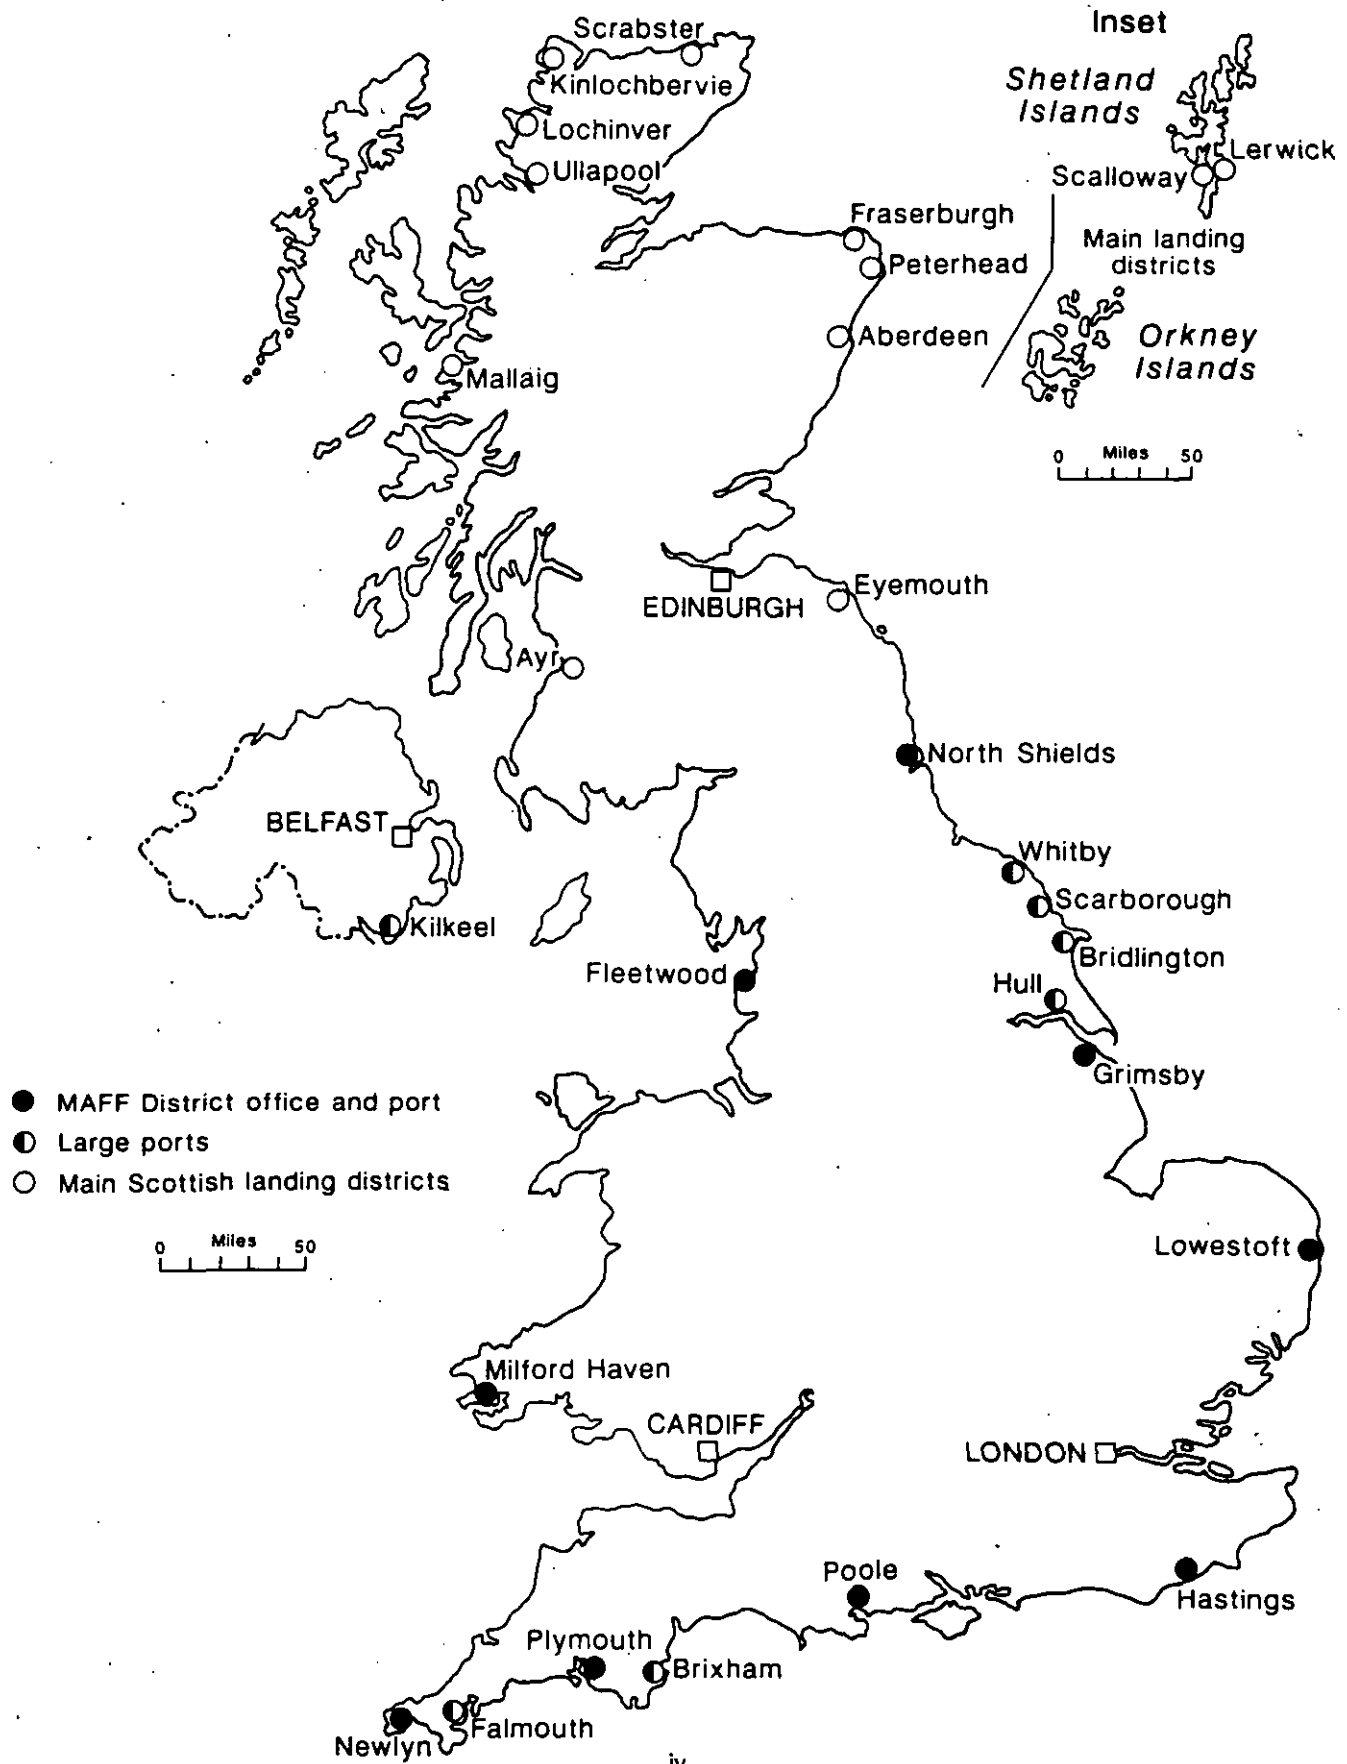 Inset
Scrabster
Shetland
Islands
Kinlochbervie
Lochinver
Lerwick
Ullapool
Scalloway
Fraserburgh
Main landing
districts
Peterhead
Aberdeen
Orkney
Islands
Mallaig
0 Miles 50
Eyemouth
EDINBURGH
Ayr
North Shields
BELFAST
Whitby
Scarborough
Kilkeel
Bridlington
Fleetwood
Hull
Grimsby
MAFF District office and port
Large ports
Main Scottish landing districts
0 Miles 50
Lowestoft
Milford Haven
CARDIFF
LONDON
Poole
Hastings
Plymouth
Brixham
Falmouth
Newlyn
iv